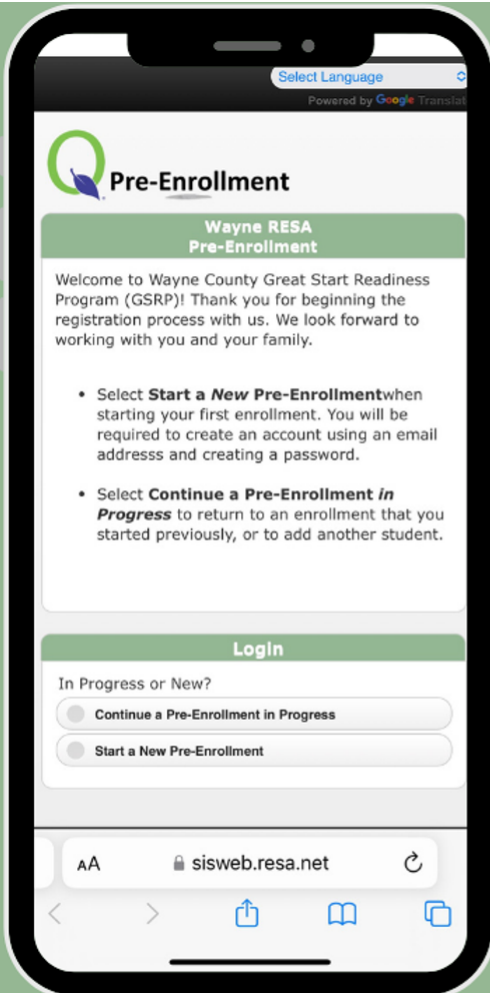 Select Language
Powered by Google Translat
Q Pre-Enrollment
Wayne RESA
Pre-Enrollment
Welcome to Wayne County Great Start Readiness
Program (GSRP)! Thank you for beginning the
registration process with us. We look forward to
working with you and your family.
• Select Start a New Pre-Enrollmentwhen
starting your first enrollment. You will be
required to create an account using an email
addresss and creating a password.
• Select Continue a Pre-Enrollment in
Progress to return to an enrollment that you
started previously, or to add another student.
Login
In Progress or New?
Continue a Pre-Enrollment in Progress
Start a New Pre-Enrollment
AA sisweb.resa.net